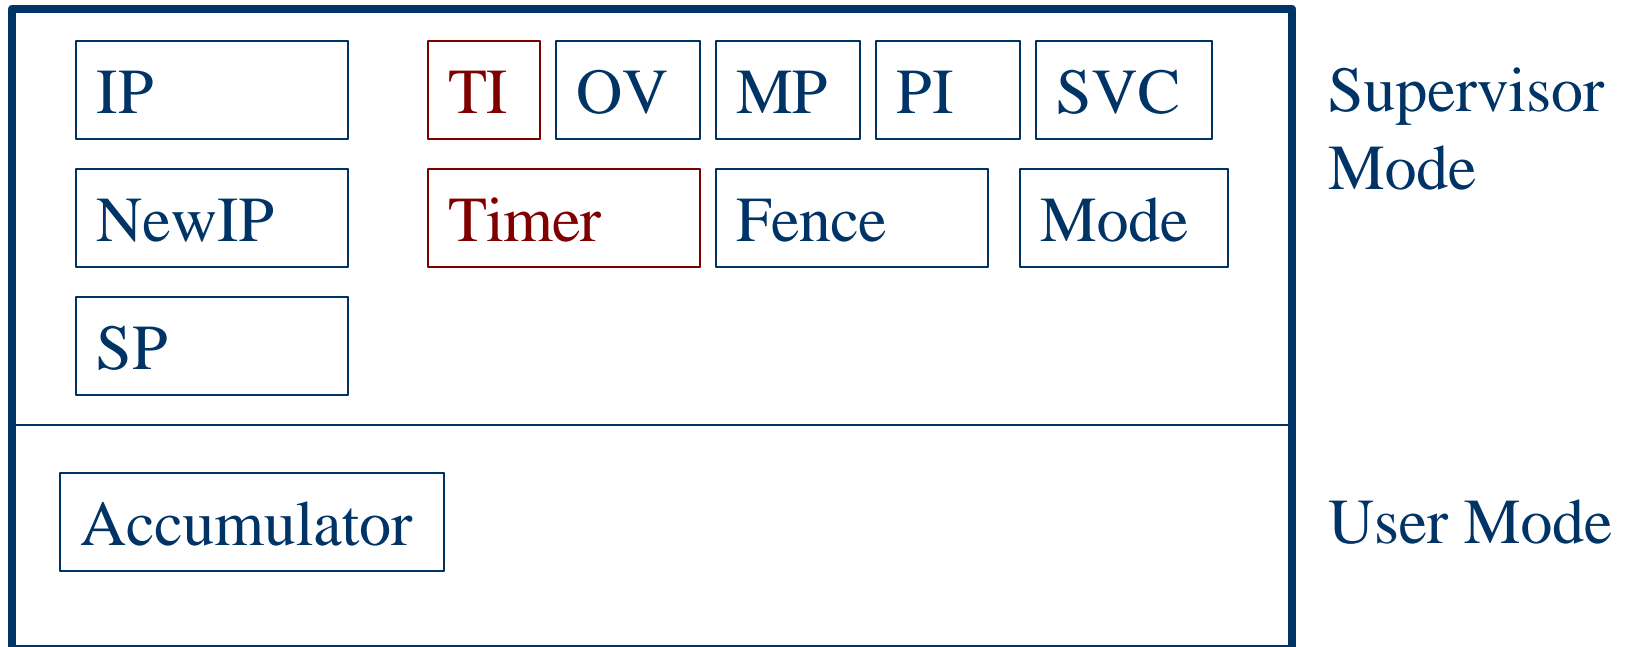 IP
TI
OV
MP
PI
SVC
Supervisor
Mode
NewIP
Timer
Fence
Mode
SP
Accumulator
User Mode